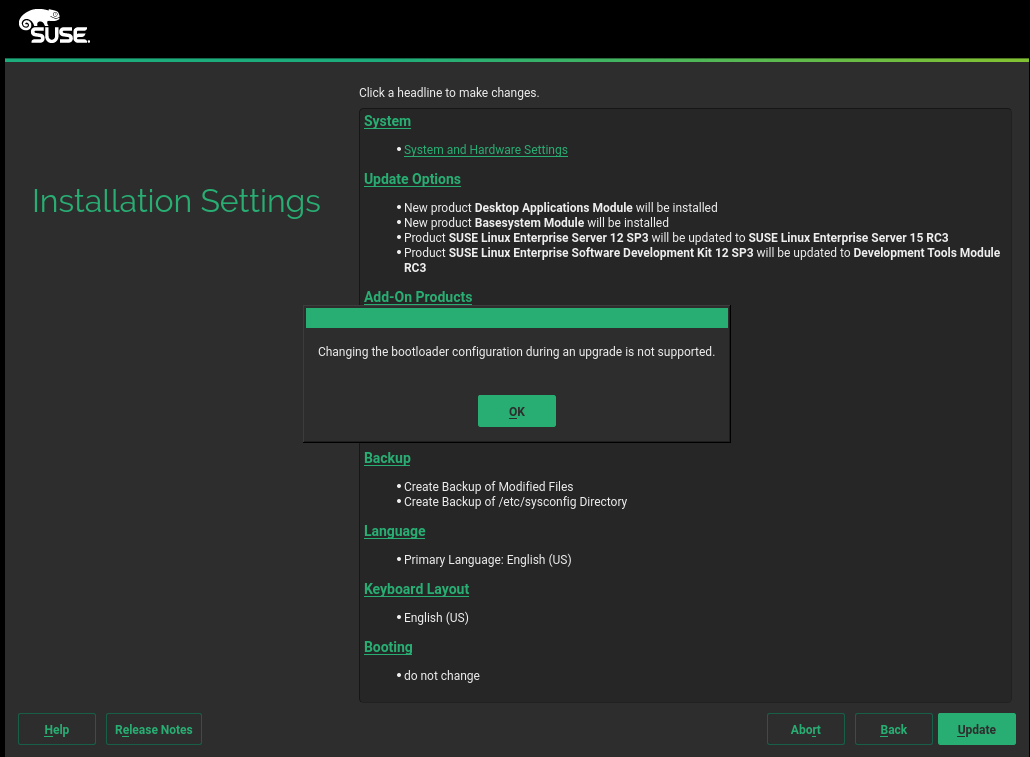 SUSE
Click a headline to make changes.
System
• System and Hardware Settings
Installation Settings
Update Options
• New product Desktop Applications Module will be installed
• New product Basesystem Module will be installed
• Product SUSE Linux Enterprise Server 12 SP3 will be updated to SUSE Linux Enterprise Server 15 RC3
• Product SUSE Linux Enterprise Software Development Kit 12 SP3 will be updated to Development Tools Module
RC3
Add-On Products
Changing the bootloader configuration during an upgrade is not supported.
OK
Backup
• Create Backup of Modified Files
• Create Backup of /etc/sysconfig Directory
Language
• Primary Language: English (US)
Keyboard Layout
• English (US)
Booting
• do not change
Help
Release Notes
Abort
Back
Update